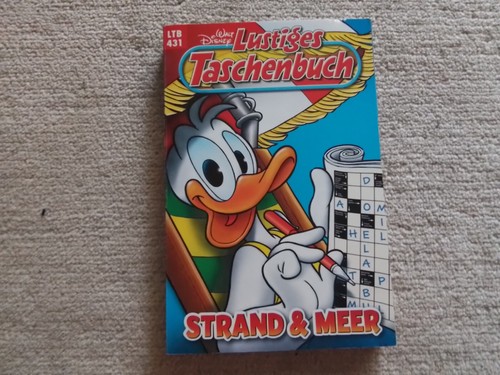 LTB
431
Walt
Disney
Lustiges
Taschenbuch
D
A O M
H E I
L L
A
T P
B
M U L
STRAND & MEER